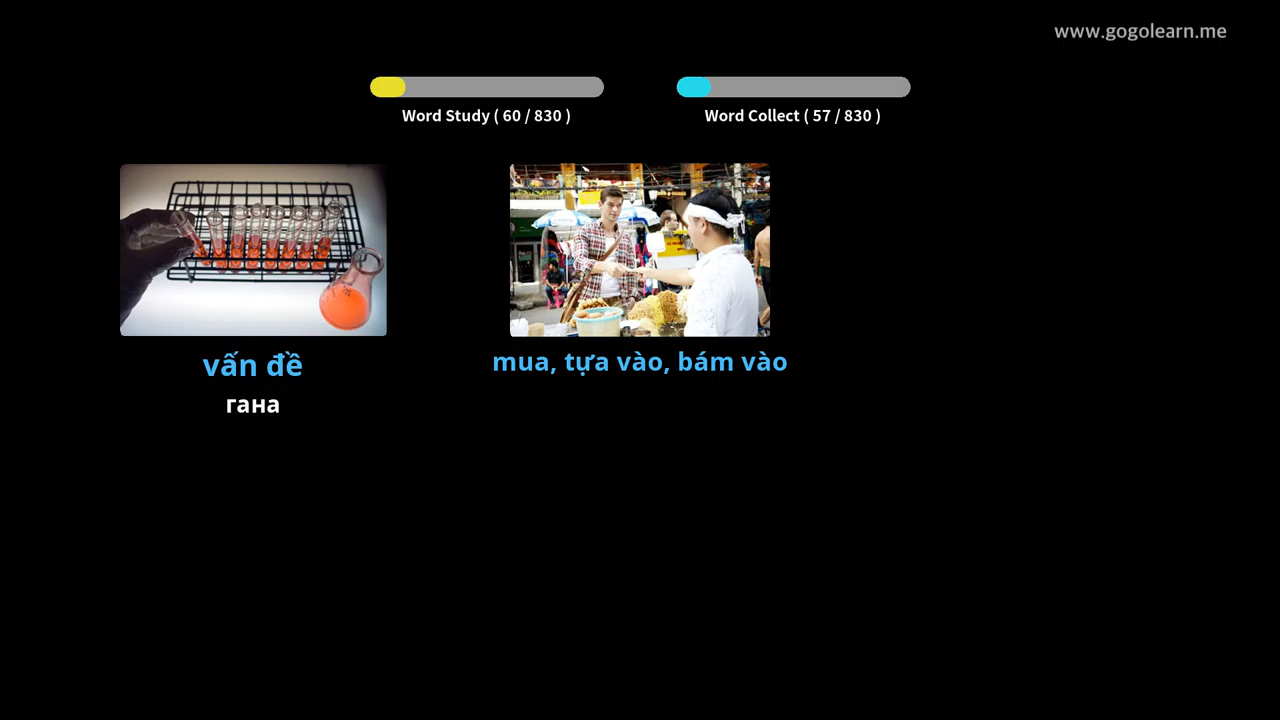 www.gogolearn.me
Word Study ( 60 / 830 )
Word Collect ( 57 / 830 )
vấn đề
гана
mua, tựa vào, bám vào